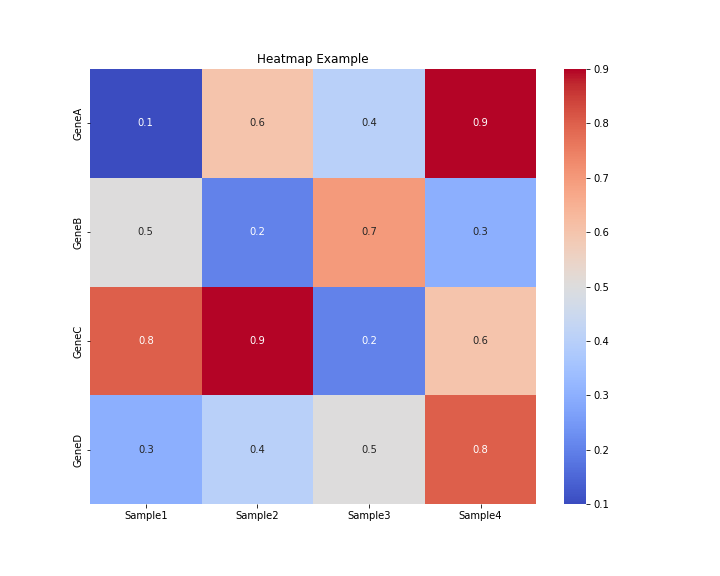 Heatmap Example
GeneA
0.1 0.6 0.4 0.9
GeneB
0.5 0.2 0.7 0.3
GeneC
0.8 0.9 0.2 0.6
GeneD
0.3 0.4 0.5 0.8
Sample1 Sample2 Sample3 Sample4
0.9
0.8
0.7
0.6
0.5
0.4
0.3
0.2
0.1